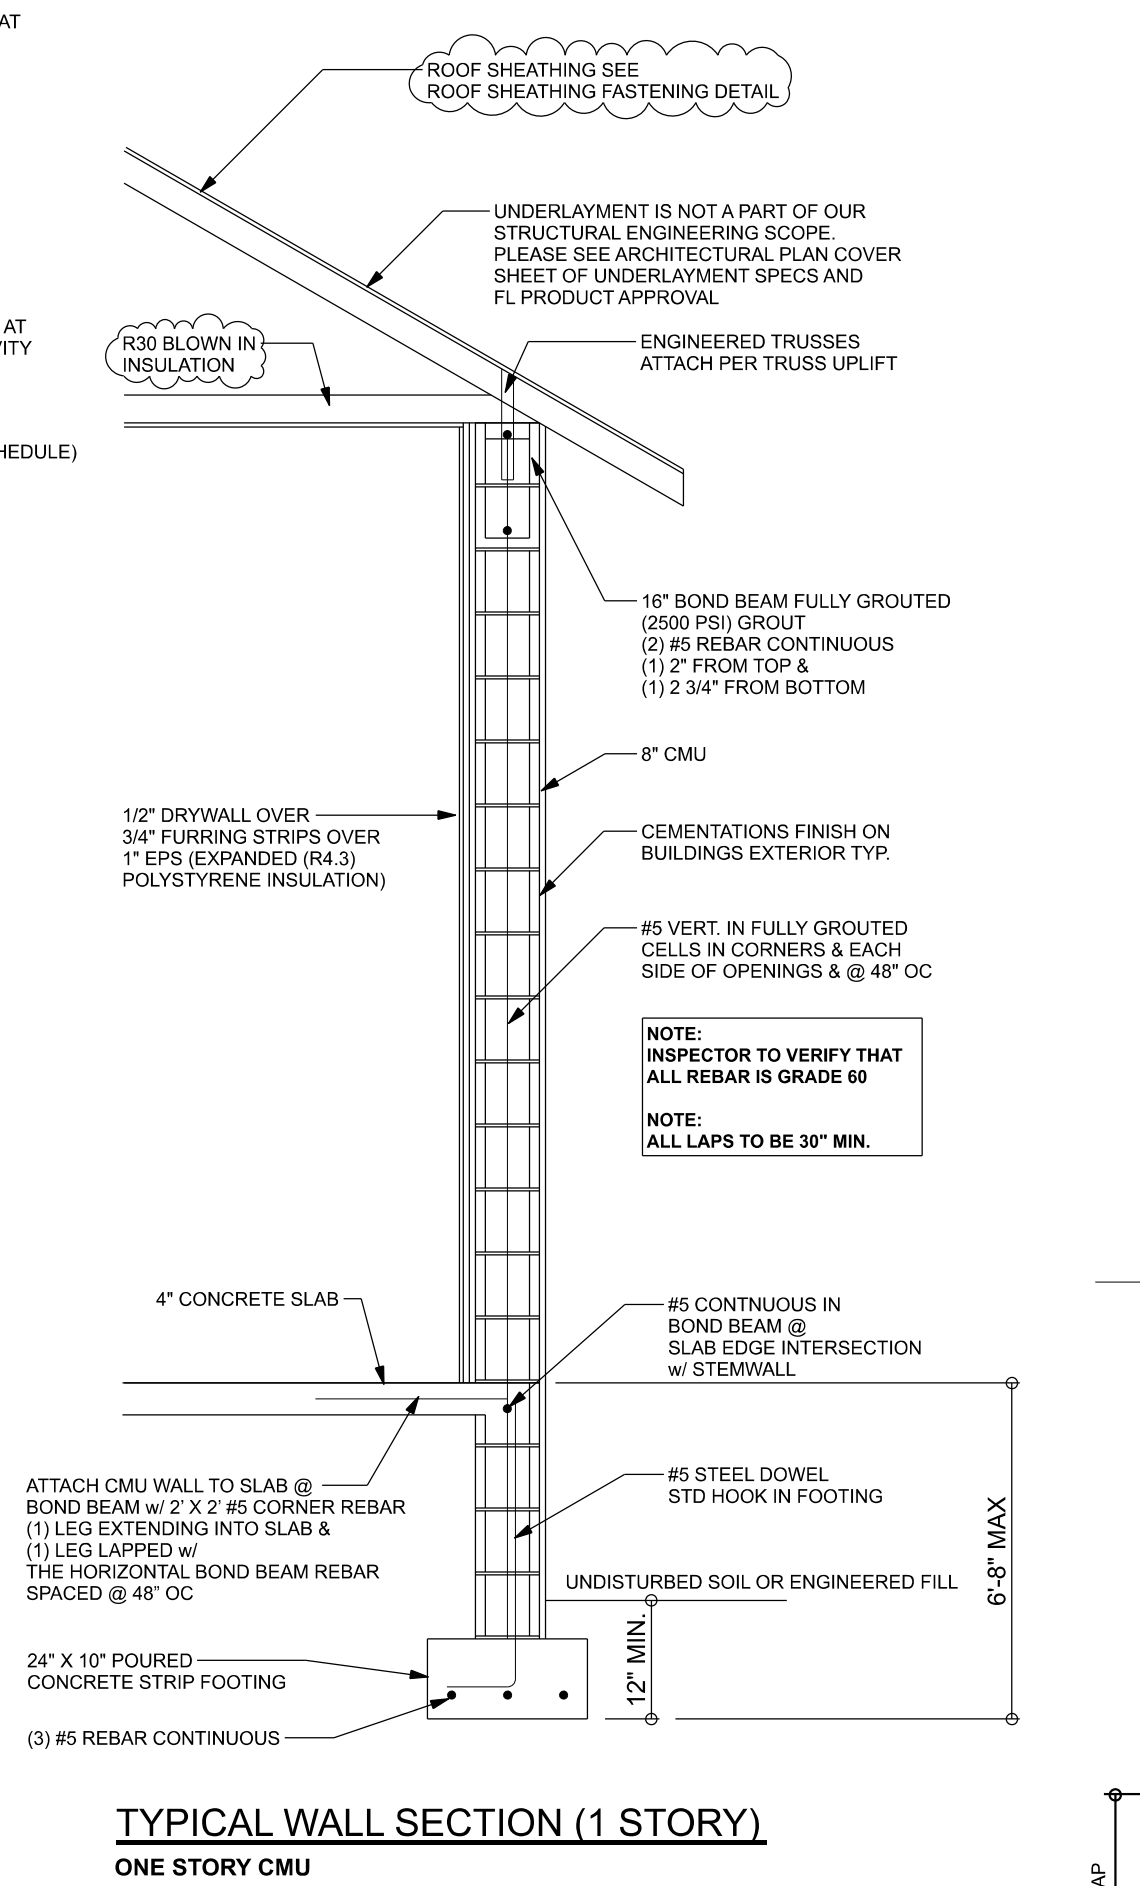 AT
ROOF SHEATHING SEE
ROOF SHEATHING FASTENING DETAIL
UNDERLAYMENT IS NOT A PART OF OUR
STRUCTURAL ENGINEERING SCOPE.
PLEASE SEE ARCHITECTURAL PLAN COVER
SHEET OF UNDERLAYMENT SPECS AND
FL PRODUCT APPROVAL
AT
VITY
R30 BLOWN IN
INSULATION
ENGINEERED TRUSSES
ATTACH PER TRUSS UPLIFT
HEDULE)
16" BOND BEAM FULLY GROUTED
(2500 PSI) GROUT
(2) #5 REBAR CONTINUOUS
(1) 2" FROM TOP &
(1) 2 3/4" FROM BOTTOM
8" CMU
1/2" DRYWALL OVER
3/4" FURRING STRIPS OVER
1" EPS (EXPANDED (R4.3)
POLYSTYRENE INSULATION)
CEMENTATIONS FINISH ON
BUILDINGS EXTERIOR TYP.
#5 VERT. IN FULLY GROUTED
CELLS IN CORNERS & EACH
SIDE OF OPENINGS & @ 48" OC
NOTE:
INSPECTOR TO VERIFY THAT
ALL REBAR IS GRADE 60
NOTE:
ALL LAPS TO BE 30" MIN.
4" CONCRETE SLAB
#5 CONTNUOUS IN
BOND BEAM @
SLAB EDGE INTERSECTION
w/ STEMWALL
ATTACH CMU WALL TO SLAB @
BOND BEAM w/ 2' X 2' #5 CORNER REBAR
(1) LEG EXTENDING INTO SLAB &
(1) LEG LAPPED w/
THE HORIZONTAL BOND BEAM REBAR
SPACED @ 48" OC
#5 STEEL DOWEL
STD HOOK IN FOOTING
6'-8" MAX
UNDISTURBED SOIL OR ENGINEERED FILL
12" MIN.
24" X 10" POURED
CONCRETE STRIP FOOTING
(3) #5 REBAR CONTINUOUS
TYPICAL WALL SECTION (1 STORY)
ONE STORY CMU
AP